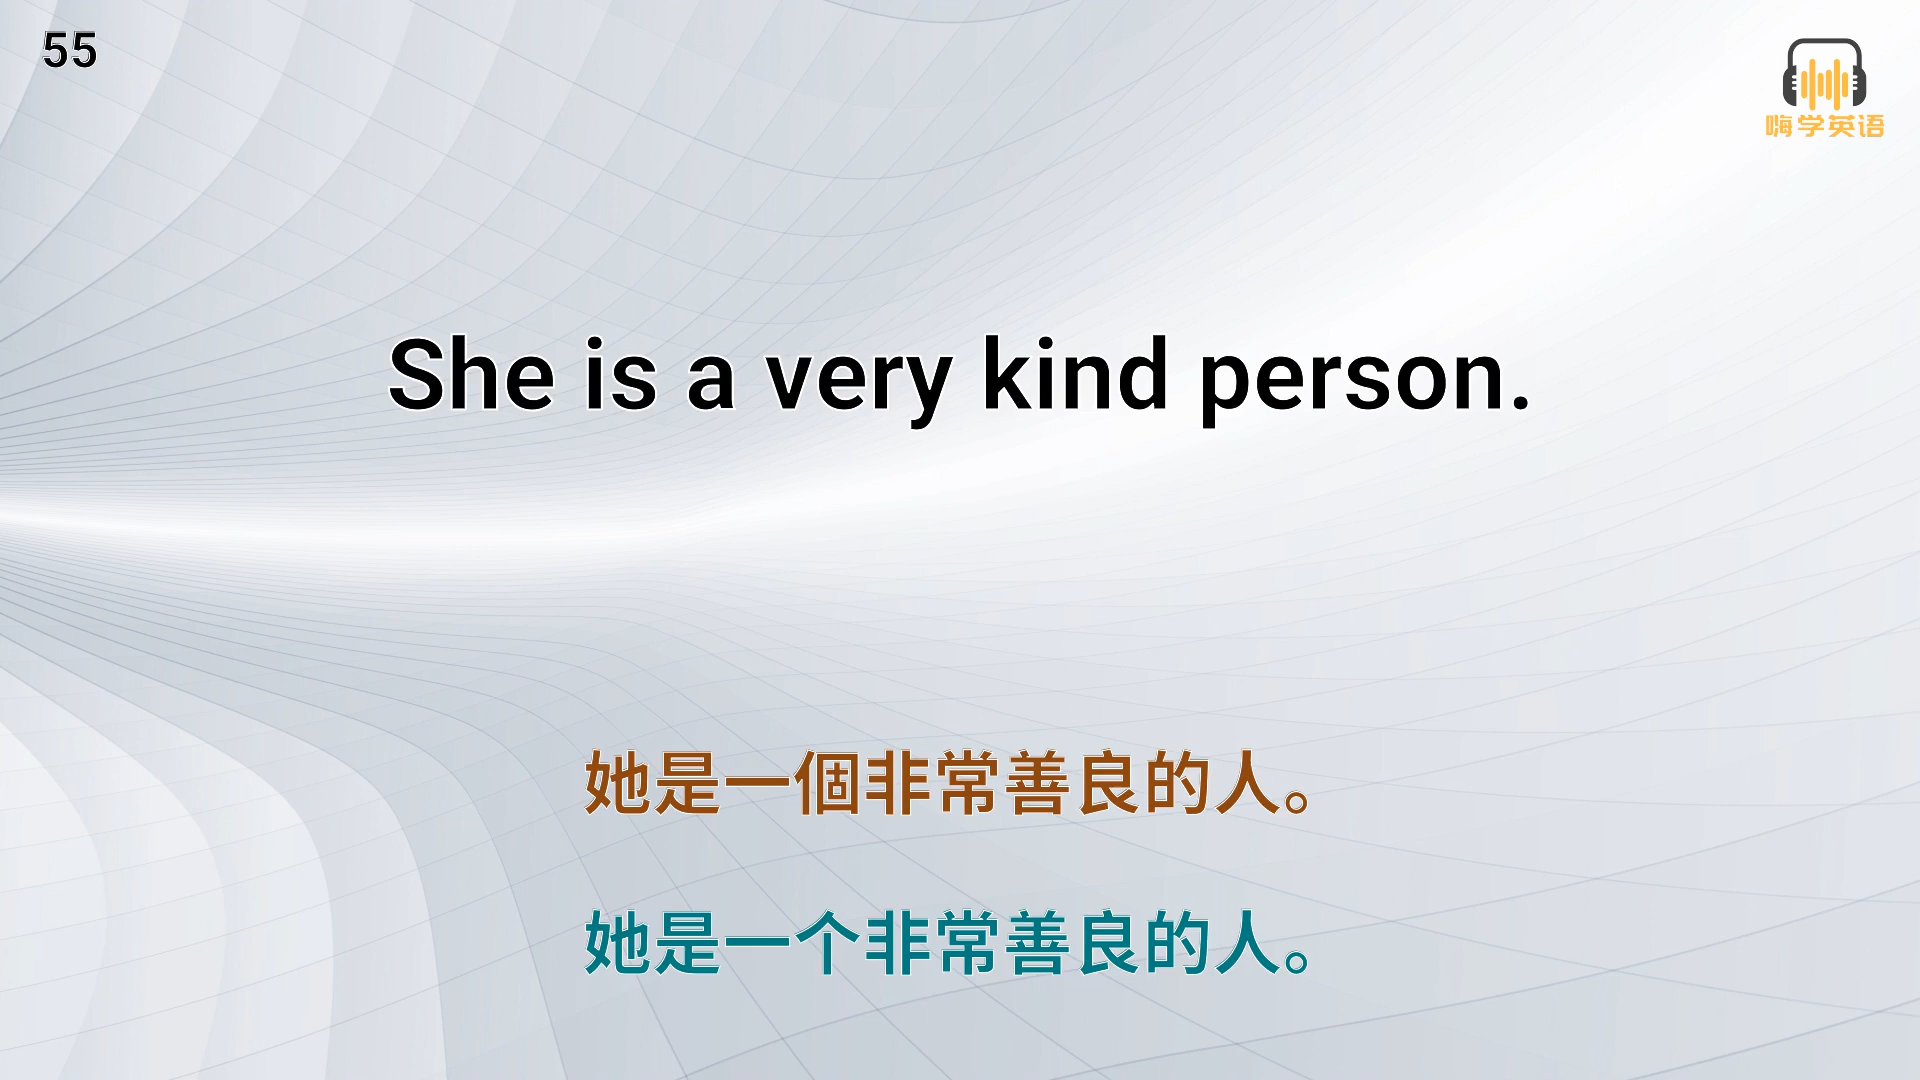 55
嗨学英语
She is a very kind person.
她是一個非常善良的人。
她是一个非常善良的人。